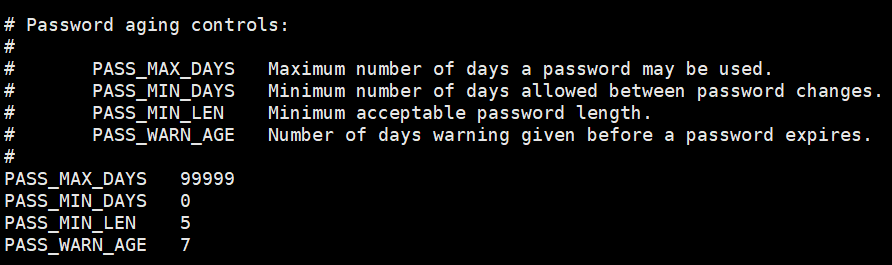 # Password aging controls:
#
#       PASS_MAX_DAYS   Maximum number of days a password may be used.
#       PASS_MIN_DAYS   Minimum number of days allowed between password changes.
#       PASS_MIN_LEN    Minimum acceptable password length.
#       PASS_WARN_AGE   Number of days warning given before a password expires.
#
PASS_MAX_DAYS   99999
PASS_MIN_DAYS   0
PASS_MIN_LEN    5
PASS_WARN_AGE   7